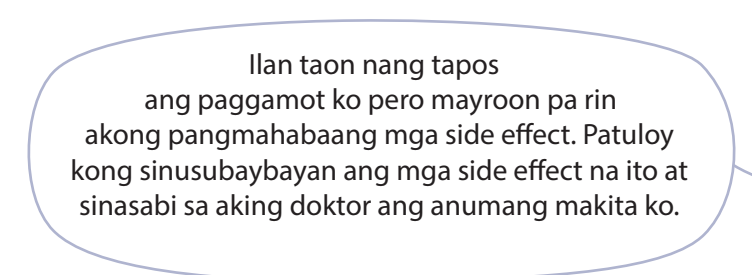 Ilan taon nang tapos
ang paggamot ko pero mayroon pa rin
akong pangmahabaang mga side effect. Patuloy
kong sinusubaybayan ang mga side effect na ito at
sinasabi sa aking doktor ang anumang makita ko.